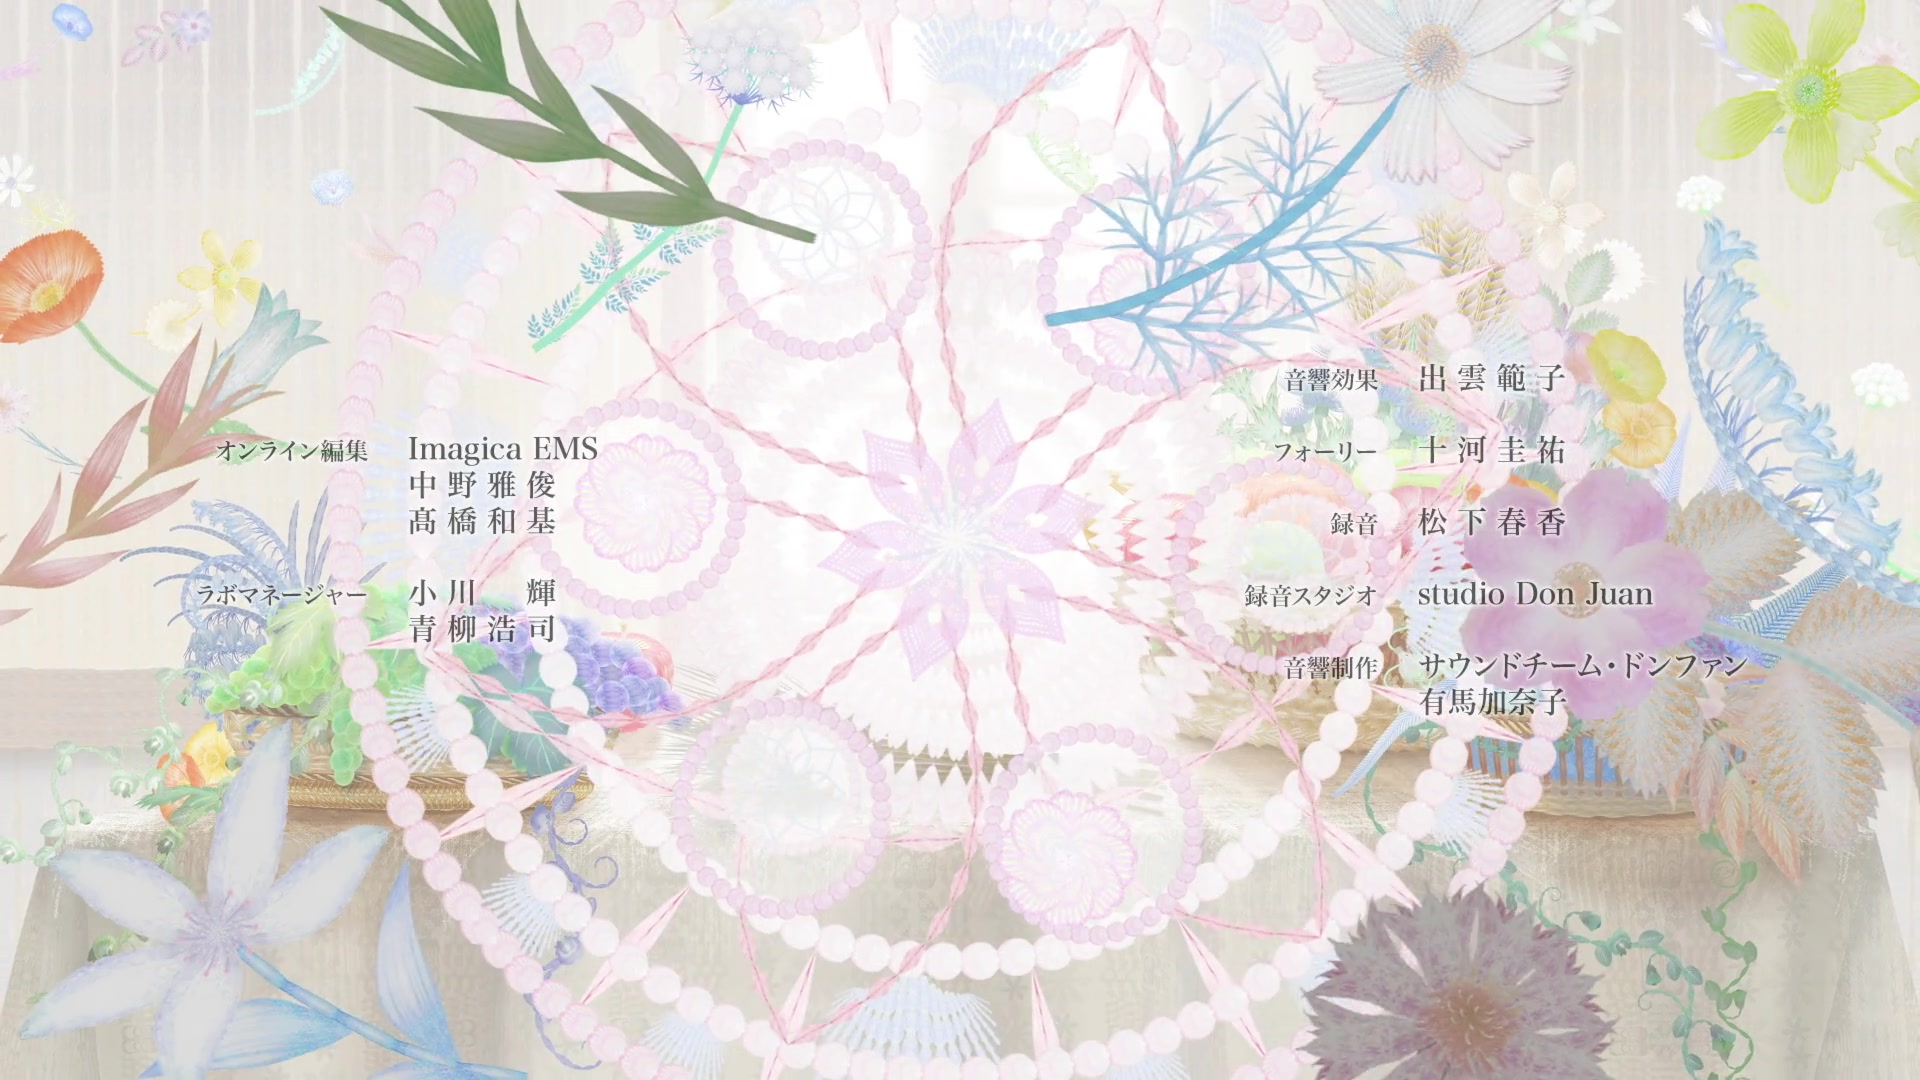 オンライン編集 Imagica EMS
中野雅俊
髙橋和基
ラボマネージャー 小川 輝
青柳浩司
音響効果 出雲範子
フォーリー 十河圭祐
録音 松下春香
録音スタジオ studio Don Juan
音響制作 サウンドチーム・ドンファン
有馬加奈子